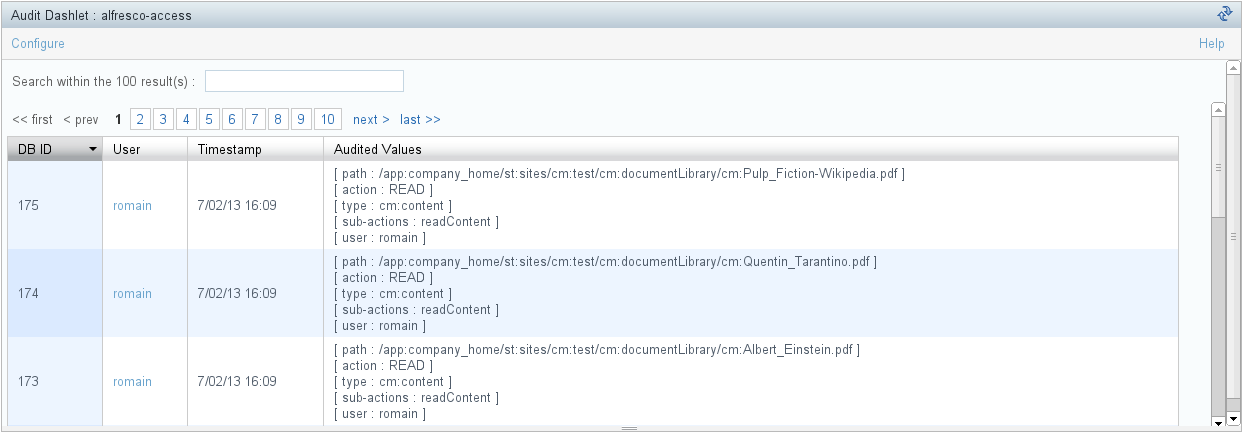 Audit Dashlet : alfresco-access
Configure Help
Search within the 100 result(s) :
<< first < prev 1 2 3 4 5 6 7 8 9 10 next > last >>
DB ID User Timestamp Audited Values
[ path : /app:company_home/st:sites/cm:test/cm:documentLibrary/cm:Pulp_Fiction-Wikipedia.pdf ]
[ action : READ ]
175 romain 7/02/13 16:09 [ type : cm:content ]
[ sub-actions : readContent ]
[ user : romain ]
[ path : /app:company_home/st:sites/cm:test/cm:documentLibrary/cm:Quentin_Tarantino.pdf ]
[ action : READ ]
174 romain 7/02/13 16:09 [ type : cm:content ]
[ sub-actions : readContent ]
[ user : romain ]
[ path : /app:company_home/st:sites/cm:test/cm:documentLibrary/cm:Albert_Einstein.pdf ]
[ action : READ ]
173 romain 7/02/13 16:09 [ type : cm:content ]
[ sub-actions : readContent ]
[ user : romain ]